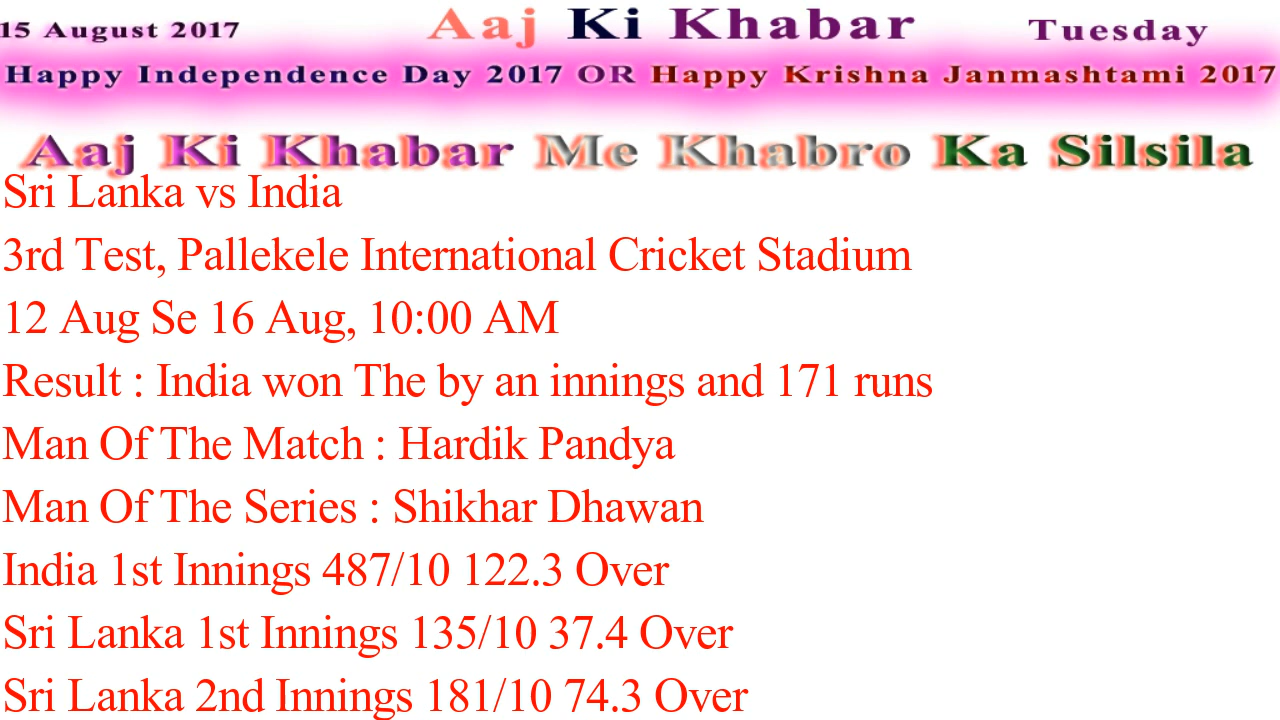 15 August 2017 Aaj Ki Khabar Tuesday
Happy Independence Day 2017 OR Happy Krishna Janmashtami 2017
Aaj Ki Khabar Me Khabro Ka Silsila
Sri Lanka vs India
3rd Test, Pallekele International Cricket Stadium
12 Aug Se 16 Aug, 10:00 AM
Result : India won The by an innings and 171 runs
Man Of The Match : Hardik Pandya
Man Of The Series : Shikhar Dhawan
India 1st Innings 487/10 122.3 Over
Sri Lanka 1st Innings 135/10 37.4 Over
Sri Lanka 2nd Innings 181/10 74.3 Over